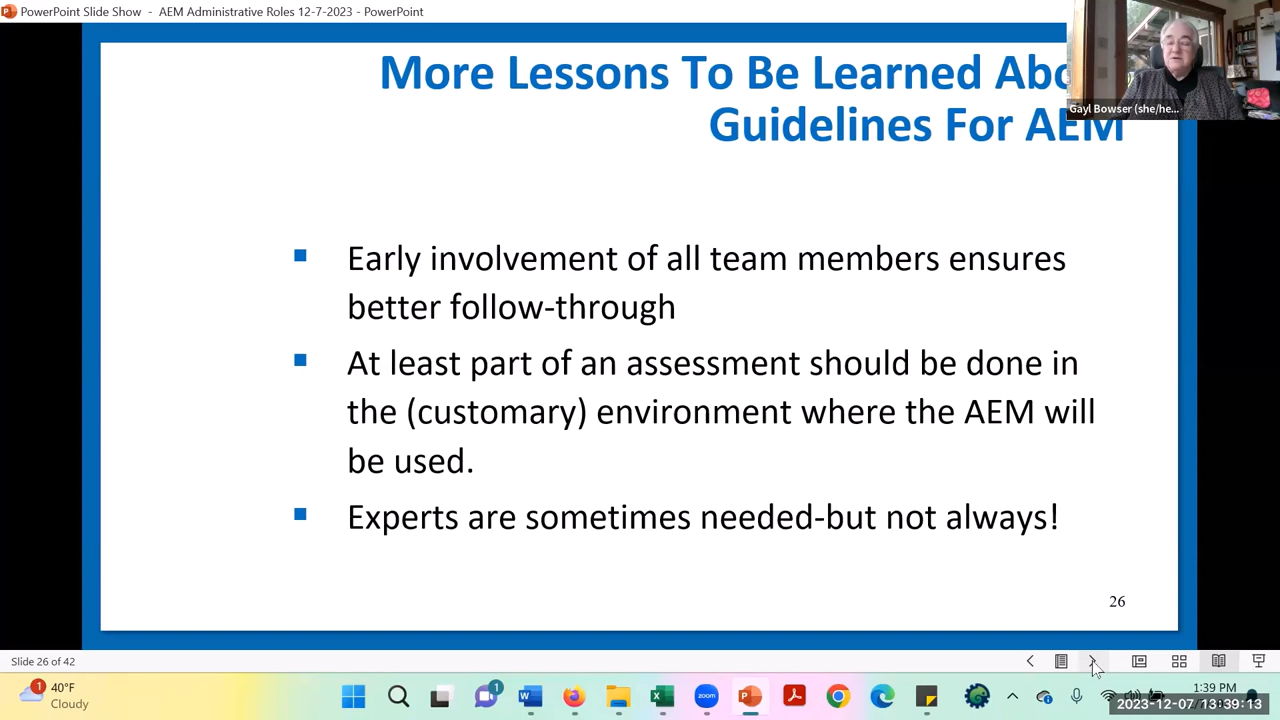 PowerPoint Slide Show - AEM Administrative Roles 12-7-2023 - PowerPoint
Gayl Bowser (she/he...
More Lessons To Be Learned Abo
Guidelines For AEM
Early involvement of all team members ensures
better follow-through
At least part of an assessment should be done in
the (customary) environment where the AEM will
be used.
Experts are sometimes needed-but not always!
26
Slide 26 of 42
1
40°F
Cloudy
1
zoom
1:39 PM
2023-12-07 13:39:13